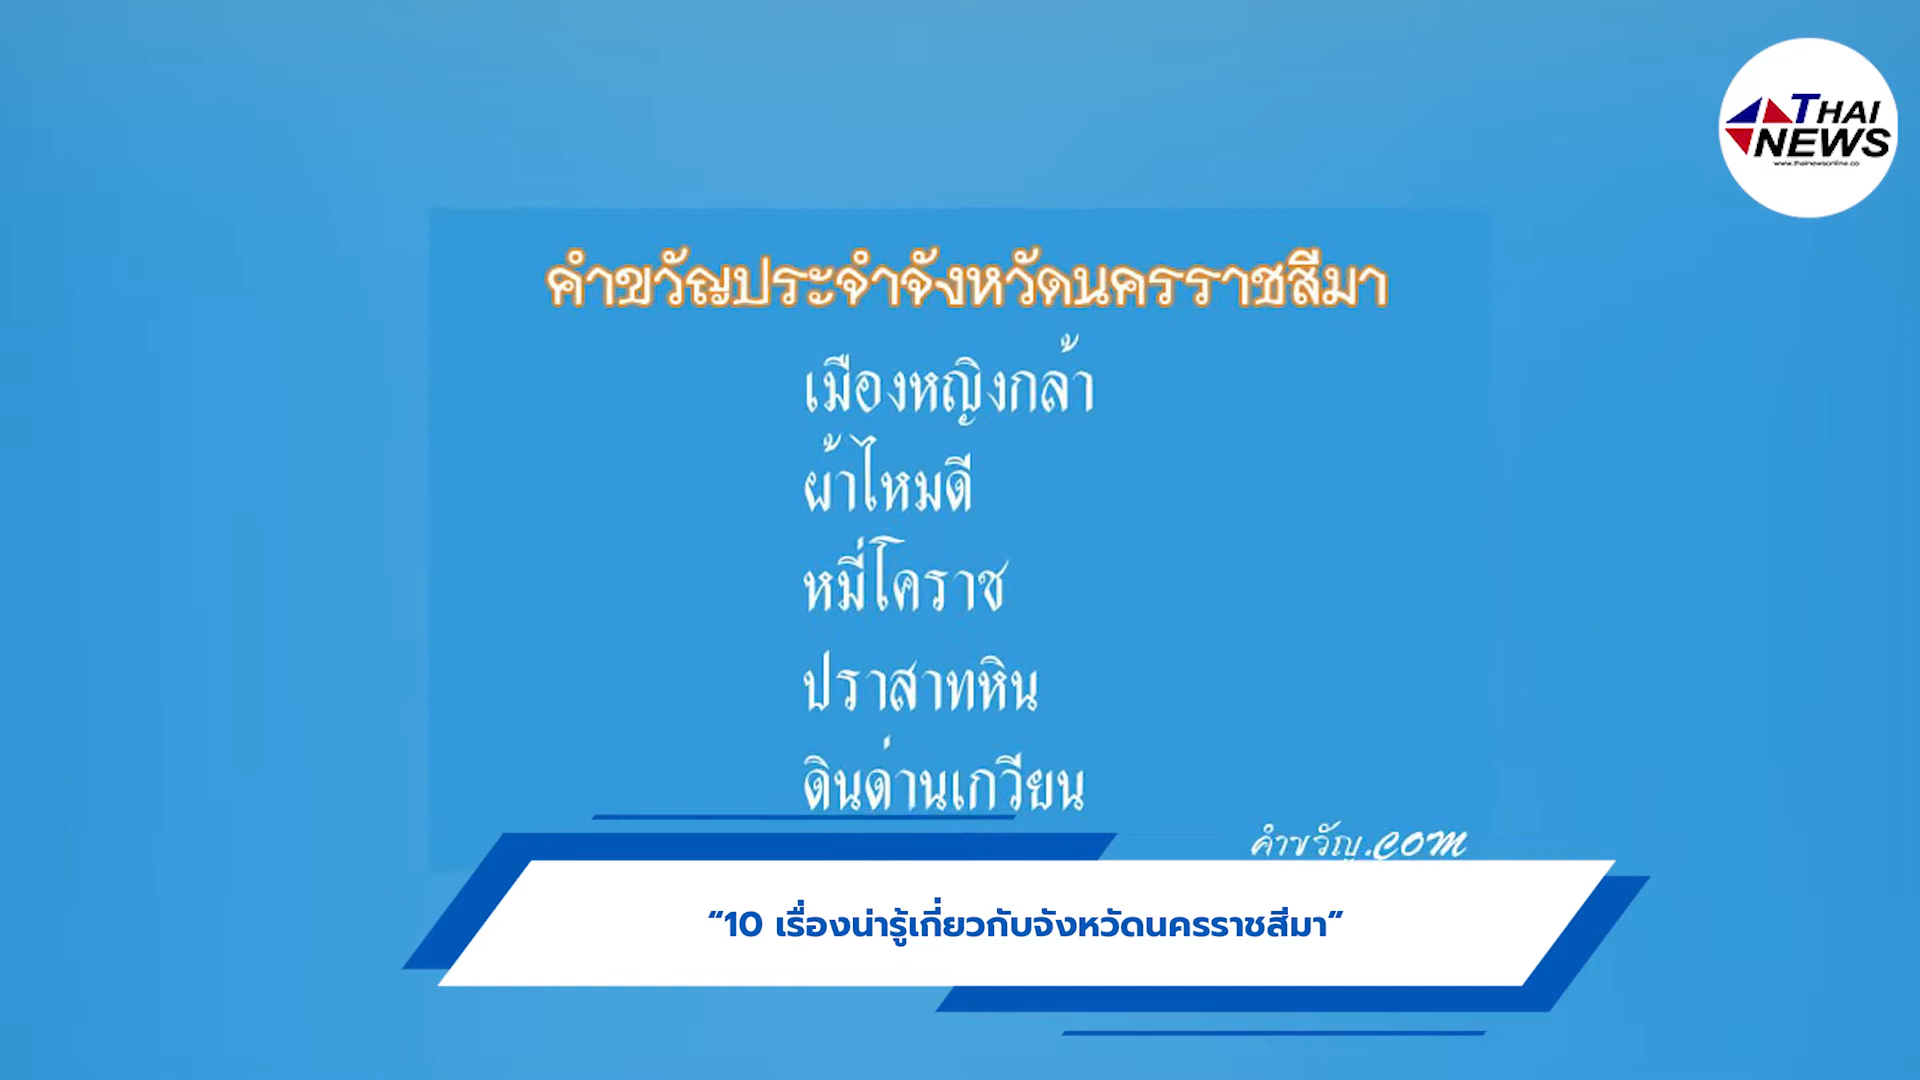 THAI
NEWS
www.thainewsonline.co
คำขวัญประจำจังหวัดนครราชสีมา
เมืองหญิงกล้า
ผ้าไหมดี
หมี่โคราช
ปราสาทหิน
ดินด่านเกวียน
คำขวัญ.com
“10 เรื่องน่ารู้เกี่ยวกับจังหวัดนครราชสีมา”